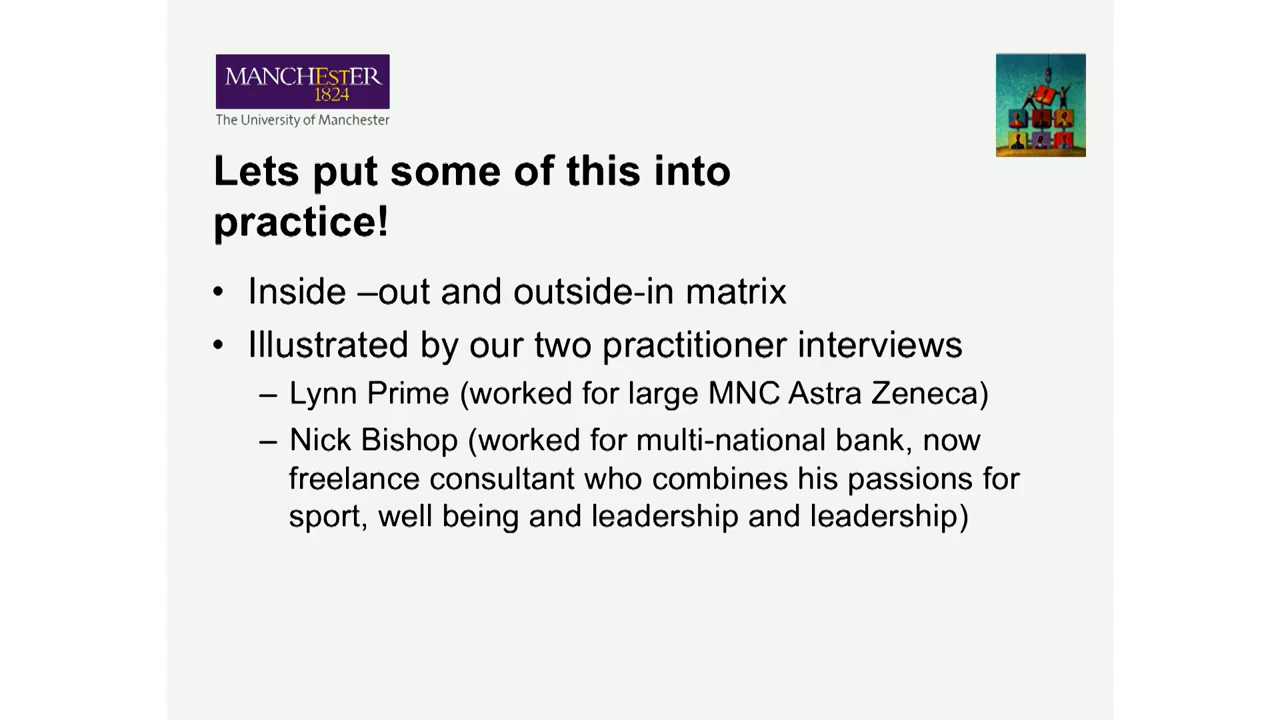 MANCHESTER
1824
The University of Manchester
Lets put some of this into
practice!
• Inside –out and outside-in matrix
• Illustrated by our two practitioner interviews
– Lynn Prime (worked for large MNC Astra Zeneca)
– Nick Bishop (worked for multi-national bank, now
freelance consultant who combines his passions for
sport, well being and leadership and leadership)